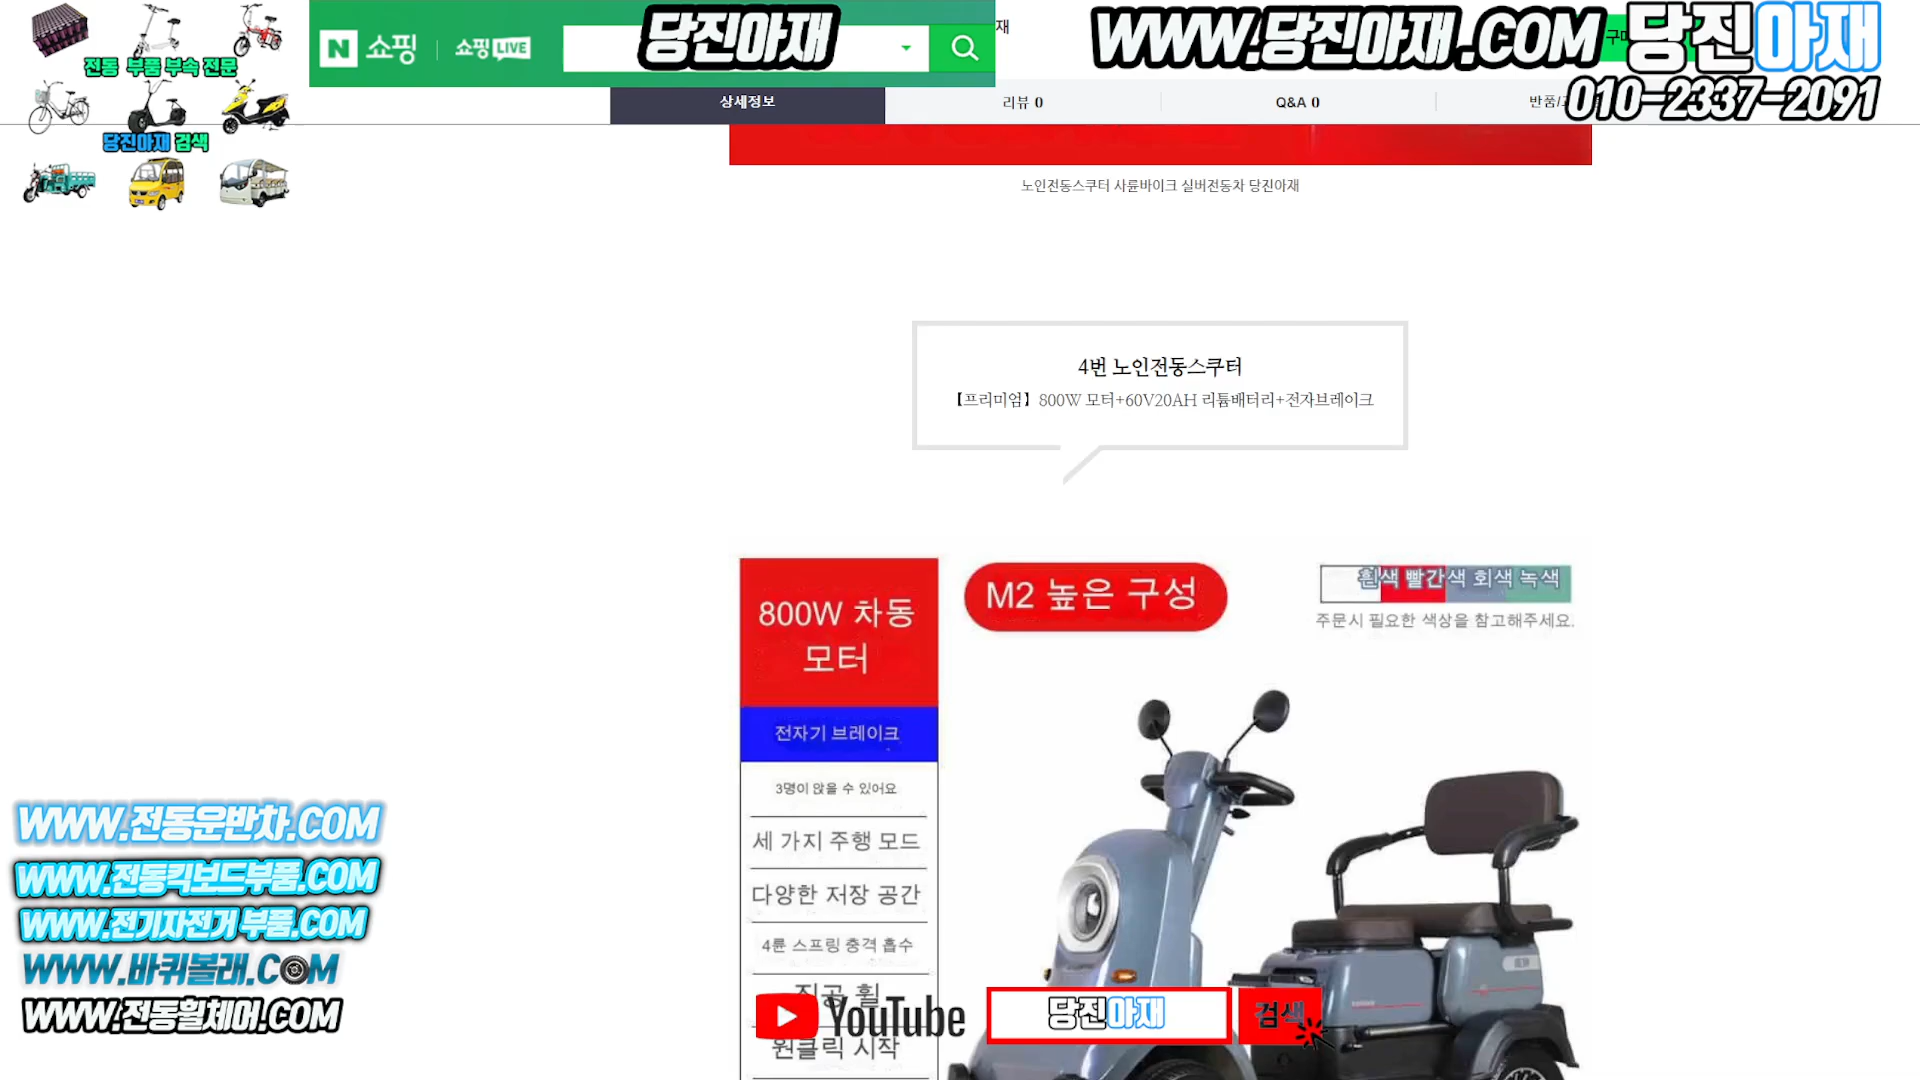 전동 부품 부속 전문
당진아재 검색
N 쇼핑
쇼핑LIVE
당진아재
재
WWW.당진아재.COM
당진아재
010-2337-2091
상세정보
리뷰 0
Q&A 0
노인전동스쿠터 사륜바이크 실버전동차 당진아재
4번 노인전동스쿠터
【프리미엄】800W 모터+60V20AH 리튬배터리+전자브레이크
800W 차동
모터
M2 높은 구성
흰색 빨간색 회색 녹색
주문시 필요한 색상을 참고해주세요.
전자기 브레이크
3명이 앉을 수 있어요
세 가지 주행 모드
다양한 저장 공간
4륜 스프링 충격 흡수
진공 휠
원클릭 시작
WWW.전동운반차.COM
WWW.전동킥보드부품.COM
WWW.전기자전거 부품.COM
WWW.바퀴볼래.COM
WWW.전동휠체어.COM
YouTube
당진아재
검색